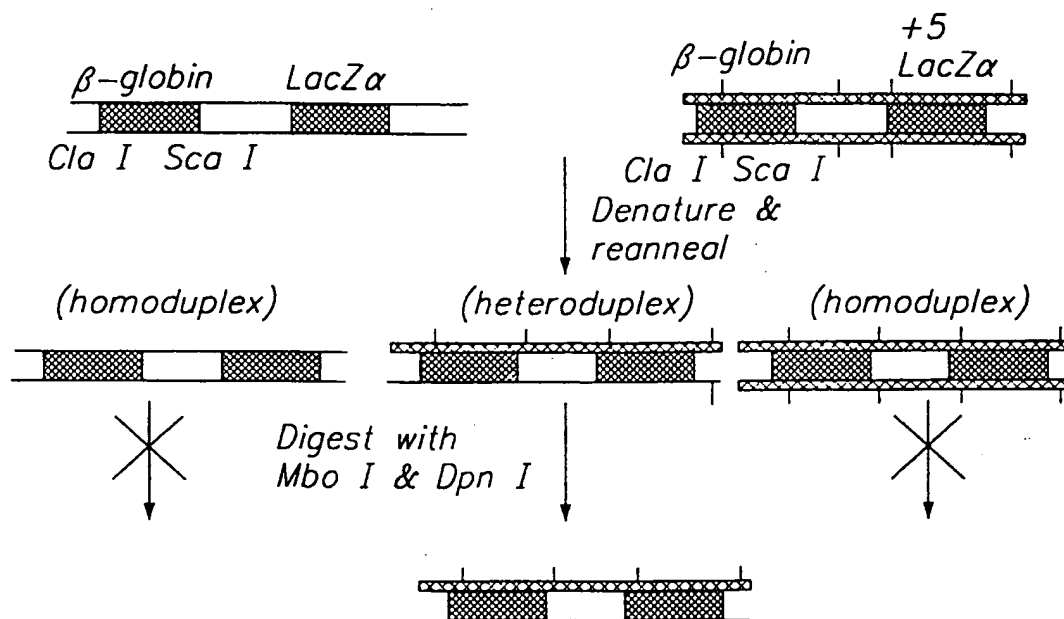 β-globin LacZα
Cla I Sca I
+5
β-globin LacZα
Cla I Sca I
Denature &
reanneal
(homoduplex) (heteroduplex) (homoduplex)
Digest with
Mbo I & Dpn I